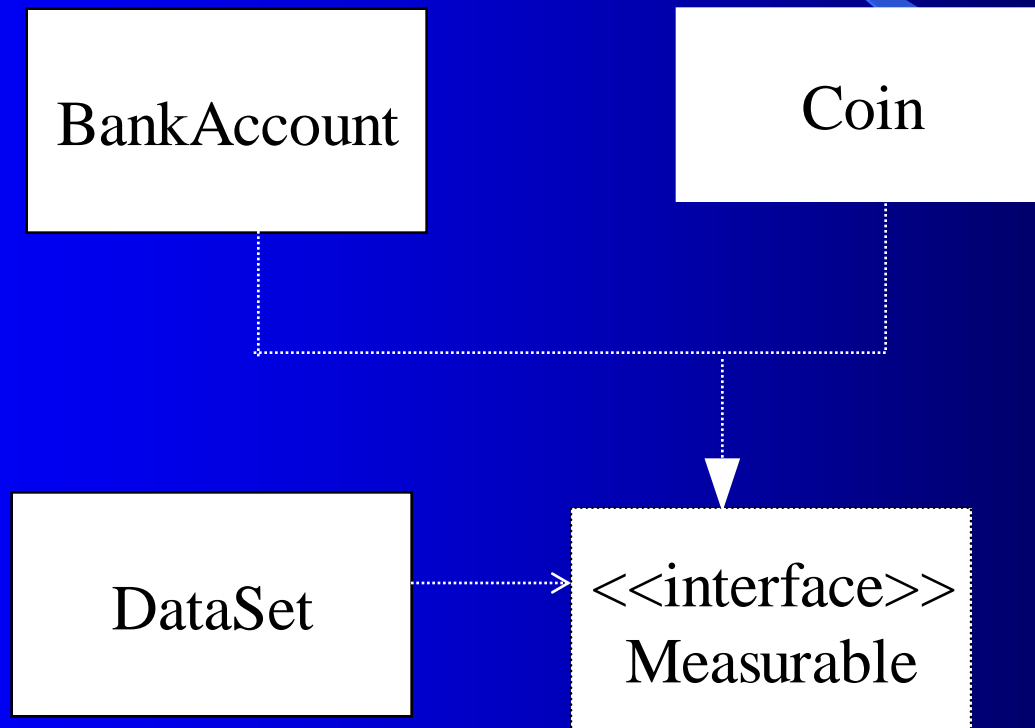 BankAccount
Coin
DataSet
<<interface>>
Measurable